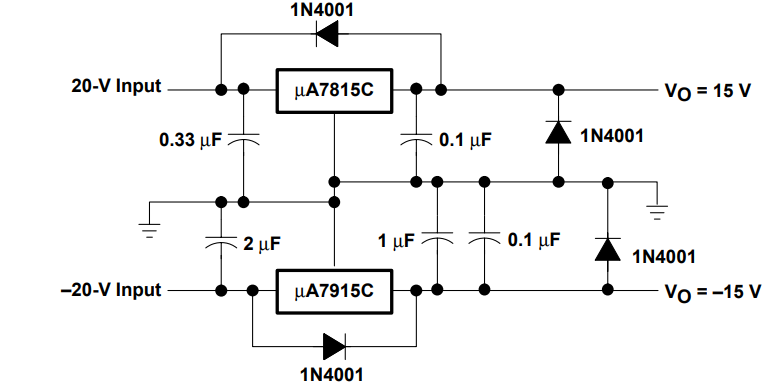 1N4001
20-V Input
μA7815C
VO = 15 V
0.33 μF
0.1 μF
1N4001
2 μF
1 μF
0.1 μF
1N4001
–20-V Input
μA7915C
VO = –15 V
1N4001